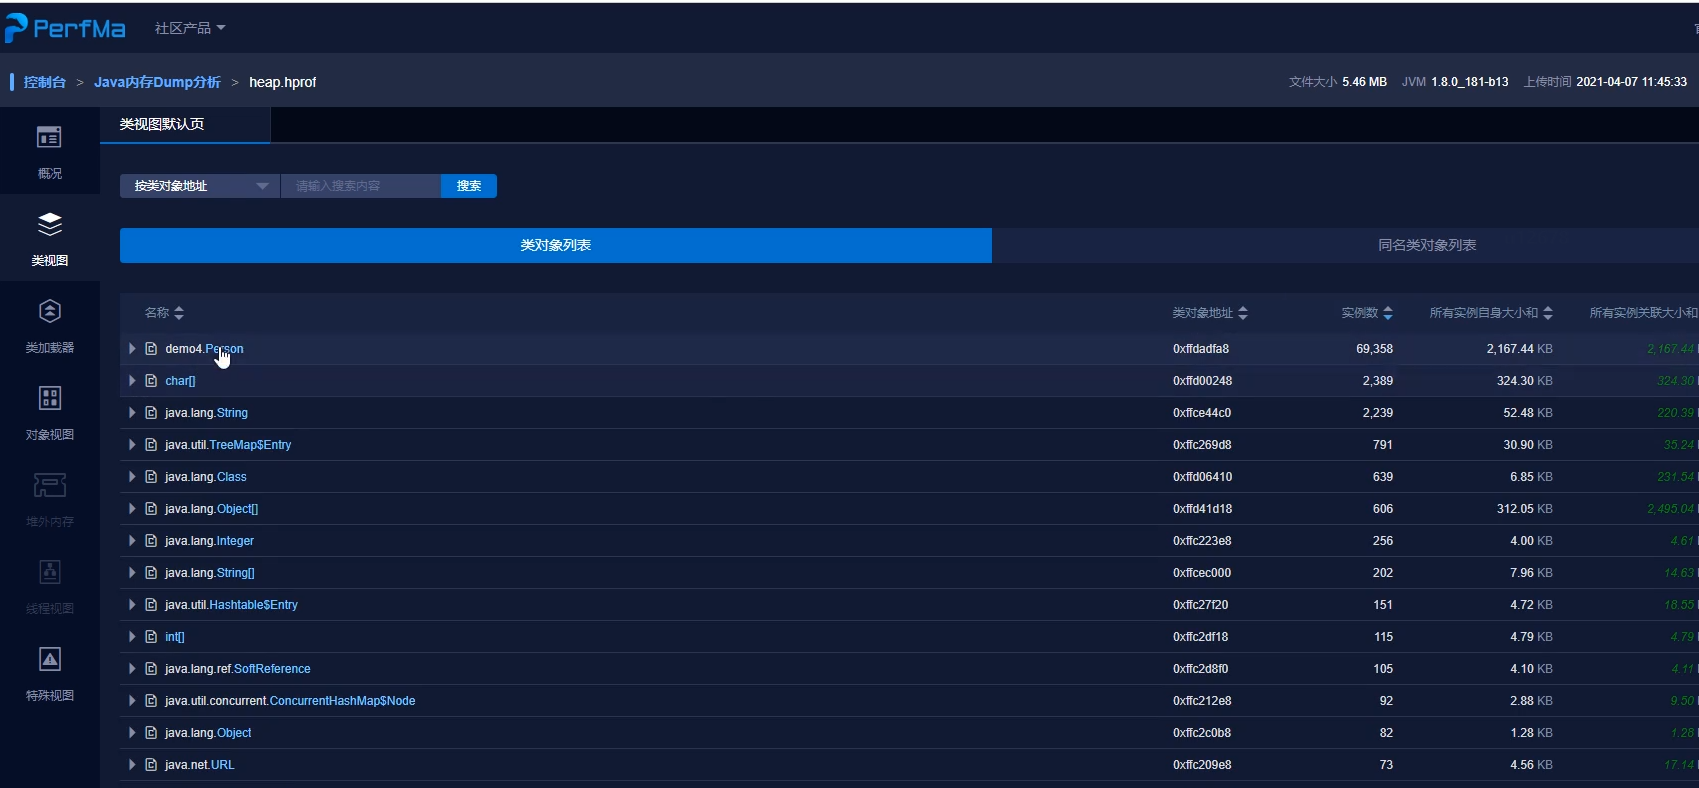 PerfMa 社区产品
控制台 > Java内存Dump分析 > heap.hprof 文件大小 5.46 MB JVM 1.8.0_181-b13 上传时间 2021-04-07 11:45:33
类视图默认页
概况
按类对象地址 请输入搜索内容 搜索
类视图
类对象列表 同名类对象列表
类加载器
对象视图
堆外内存
线程视图
特殊视图
名称 类对象地址 实例数 所有实例自身大小和 所有实例关联大小和
demo4.Person 0xffdadfa8 69,358 2,167.44 KB 2,167.44
char[] 0xffd00248 2,389 324.30 KB 324.30
java.lang.String 0xffce44c0 2,239 52.48 KB 220.39
java.util.TreeMap$Entry 0xffc269d8 791 30.90 KB 35.24
java.lang.Class 0xffd06410 639 6.85 KB 231.54
java.lang.Object[] 0xffd41d18 606 312.05 KB 2,495.04
java.lang.Integer 0xffc223e8 256 4.00 KB 4.61
java.lang.String[] 0xffcec000 202 7.96 KB 14.63
java.util.Hashtable$Entry 0xffc27f20 151 4.72 KB 18.55
int[] 0xffc2df18 115 4.79 KB 4.79
java.lang.ref.SoftReference 0xffc2d8f0 105 4.10 KB 4.11
java.util.concurrent.ConcurrentHashMap$Node 0xffc212e8 92 2.88 KB 9.50
java.lang.Object 0xffc2c0b8 82 1.28 KB 1.28
java.net.URL 0xffc209e8 73 4.56 KB 17.14